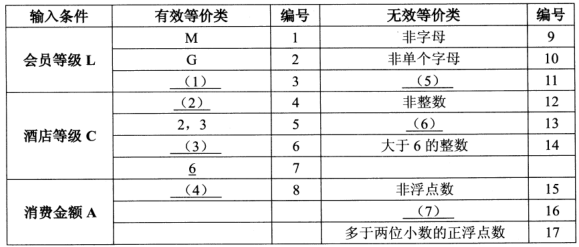 输入条件 有效等价类 编号 无效等价类 编号
会员等级 L M 1 非字母 9
G 2 非单个字母 10
（1） 3 （5） 11
酒店等级 C （2） 4 非整数 12
2，3 5 （6） 13
（3） 6 大于 6 的整数 14
6 7
消费金额 A （4） 8 非浮点数 15
（7） 16
多于两位小数的正浮点数 17